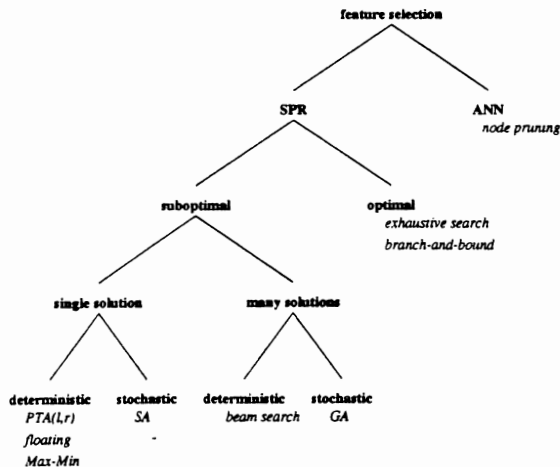 feature selection
SPR
ANN
node pruning
suboptimal
optimal
exhaustive search
branch-and-bound
single solution
many solutions
deterministic
PTA(l,r)
floating
Max-Min
stochastic
SA
-
deterministic
beam search
stochastic
GA